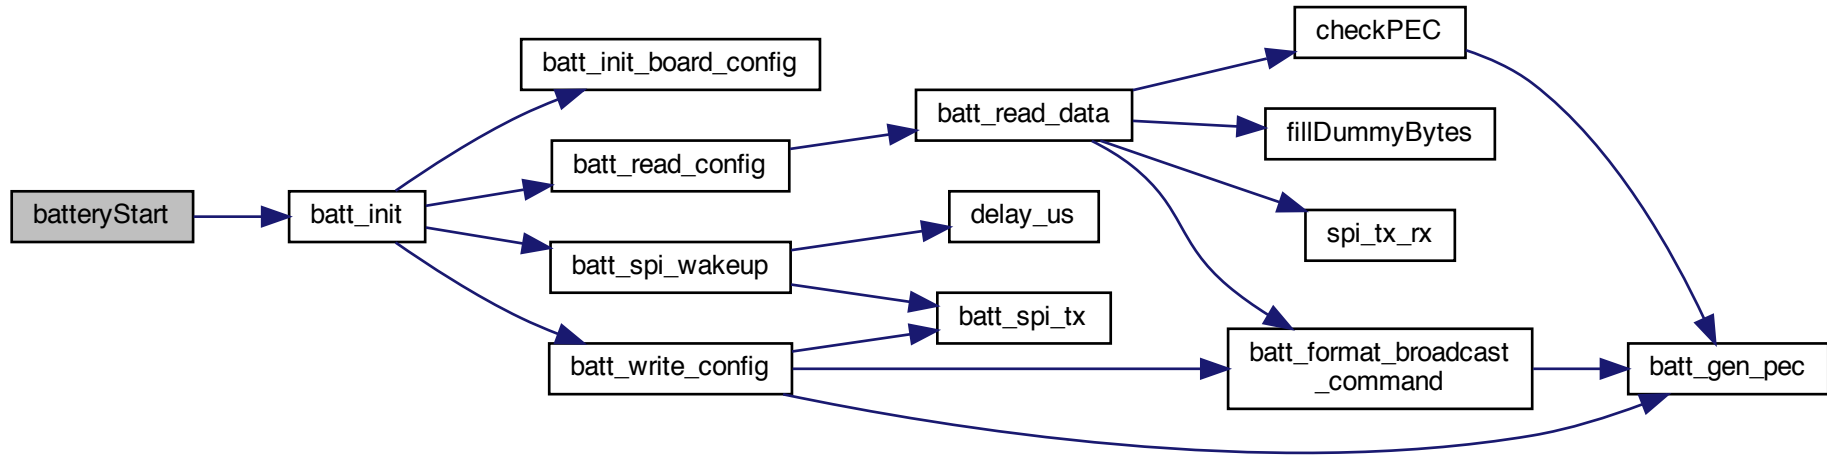 batteryStart
batt_init
batt_init_board_config
batt_read_config
batt_spi_wakeup
batt_write_config
batt_read_data
delay_us
batt_spi_tx
checkPEC
fillDummyBytes
spi_tx_rx
batt_format_broadcast
_command
batt_gen_pec